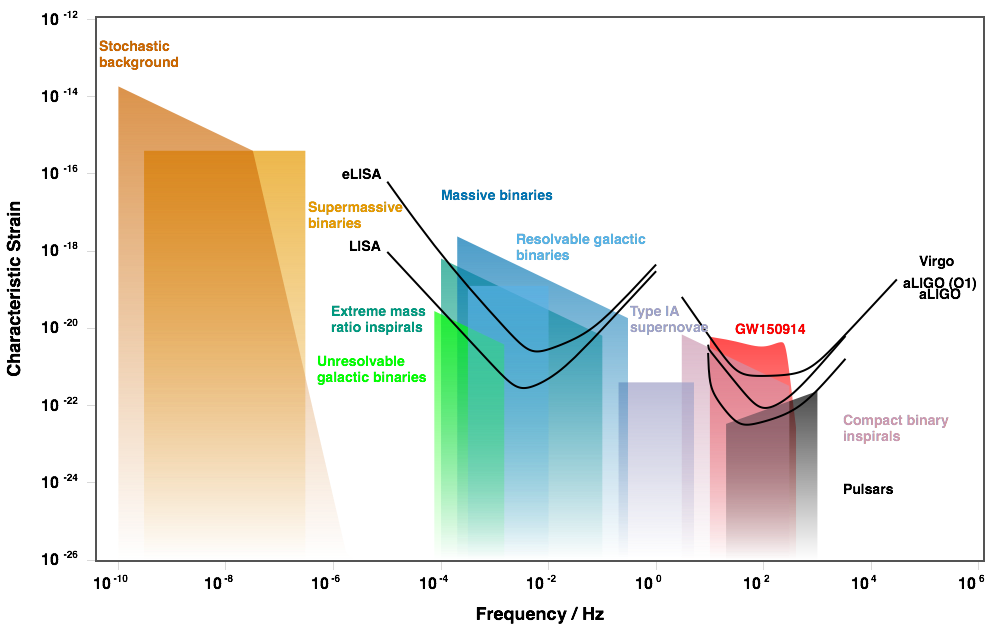 10 -12
10 -14
10 -16
10 -18
10 -20
10 -22
10 -24
10 -26
Characteristic Strain
Stochastic
background
eLISA
Massive binaries
Supermassive
binaries
LISA
Resolvable galactic
binaries
Virgo
aLIGO (O1)
aLIGO
Extreme mass
ratio inspirals
Type IA
supernovae
GW150914
Unresolvable
galactic binaries
Compact binary
inspirals
Pulsars
10 -10
10 -8
10 -6
10 -4
10 -2
10 0
10 2
10 4
10 6
Frequency / Hz